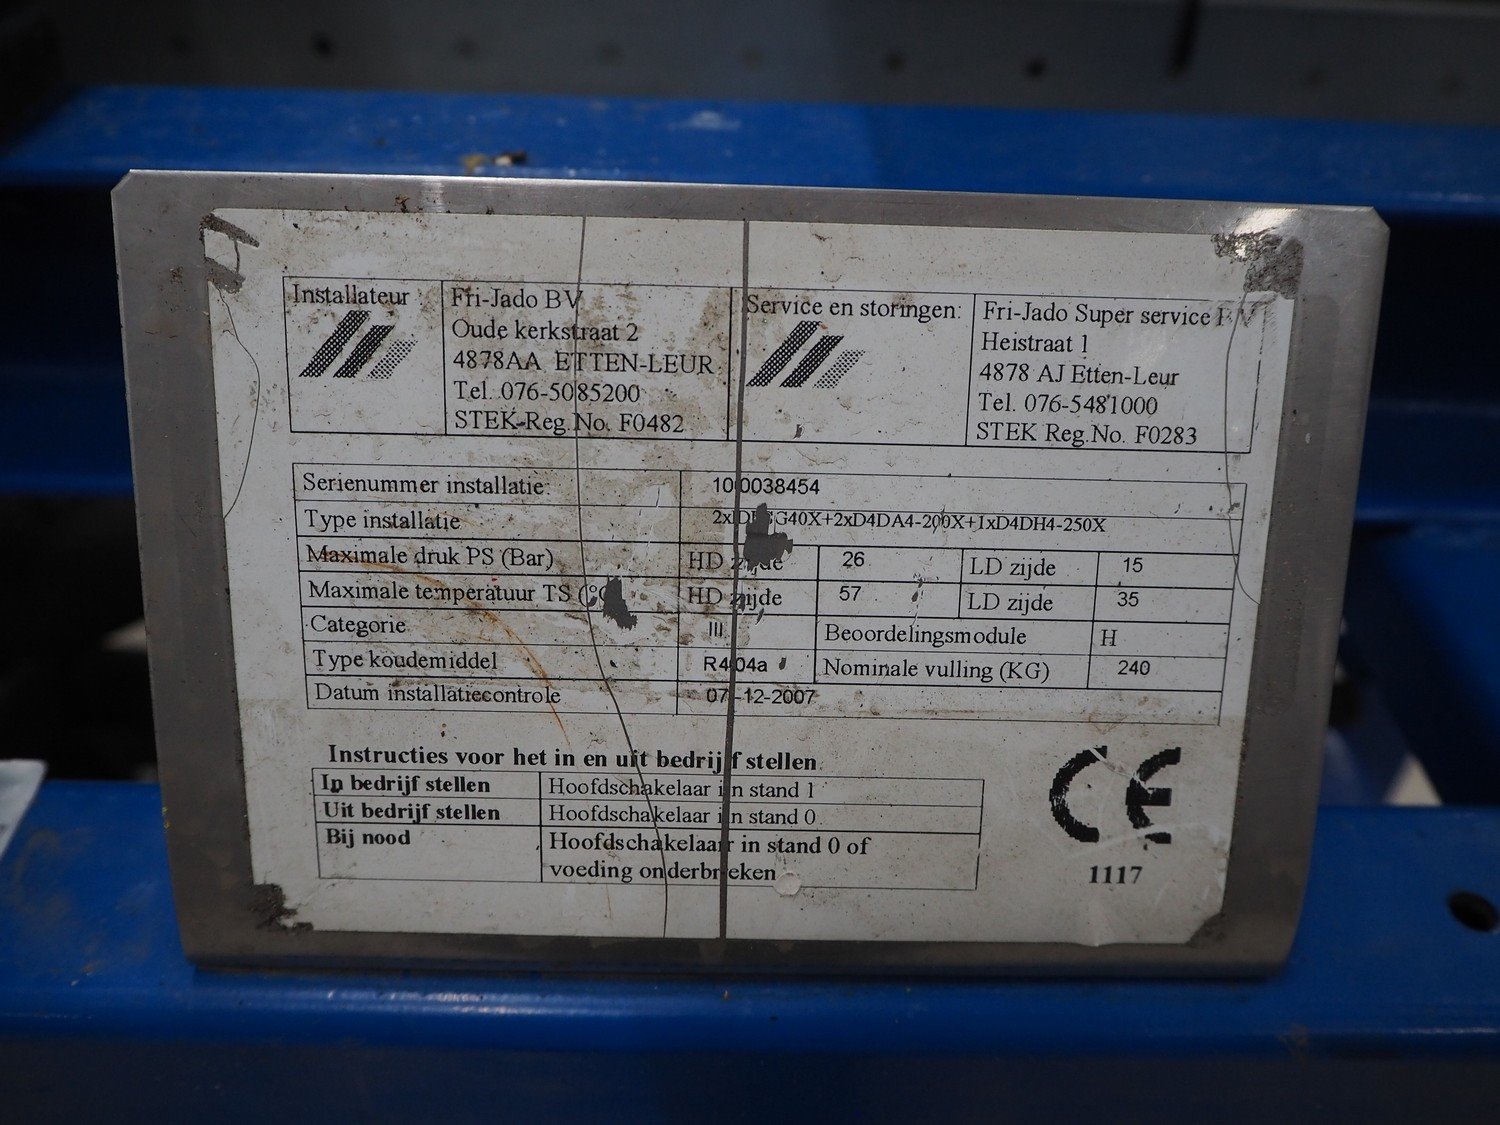 Installateur :
Fri-Jado BV
Oude kerkstraat 2
4878AA ETTEN-LEUR
Tel. 076-5085200
STEK-Reg.No. F0482
Service en storingen:
Fri-Jado Super service BV
Heistraat 1
4878 AJ Etten-Leur
Tel. 076-5481000
STEK Reg.No. F0283
Serienummer installatie: 100038454
Type installatie
Maximale druk PS (Bar) HD zijde 26 LD zijde 15
Maximale temperatuur TS (°C) HD zijde 57 LD zijde 35
Categorie III Beoordelingsmodule H
Type koudemiddel R404a Nominale vulling (KG) 240
Datum installatiecontrole 07-12-2007
Instructies voor het in en uit bedrijf stellen
In bedrijf stellen Hoofdschakelaar in stand 1
Uit bedrijf stellen Hoofdschakelaar in stand 0
Bij nood Hoofdschakelaar in stand 0 of
voeding onderbreken
CE
1117